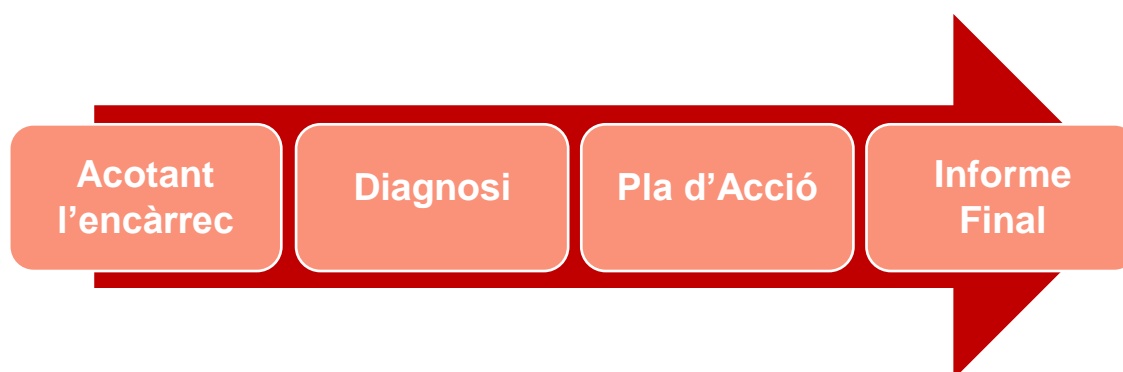 Acotant
l’encàrrec
Diagnosi
Pla d’Acció
Informe
Final